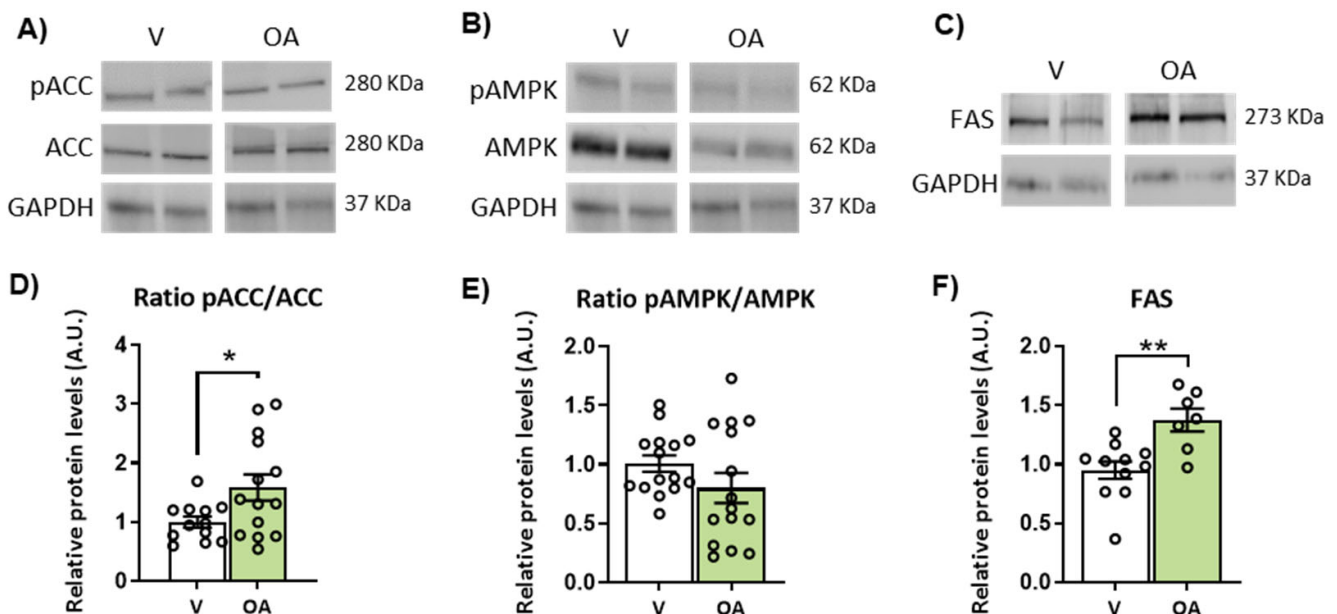 A)
V OA
pACC 280 KDa
ACC 280 KDa
GAPDH 37 KDa
B)
V OA
pAMPK 62 KDa
AMPK 62 KDa
GAPDH 37 KDa
C)
V OA
FAS 273 KDa
GAPDH 37 KDa
D)
Ratio pACC/ACC
Relative protein levels (A.U.)
4
3
2
1
0
*
V OA
E)
Ratio pAMPK/AMPK
Relative protein levels (A.U.)
2.0
1.5
1.0
0.5
0.0
V OA
F)
FAS
Relative protein levels (A.U.)
2.0
1.5
1.0
0.5
0.0
**
V OA